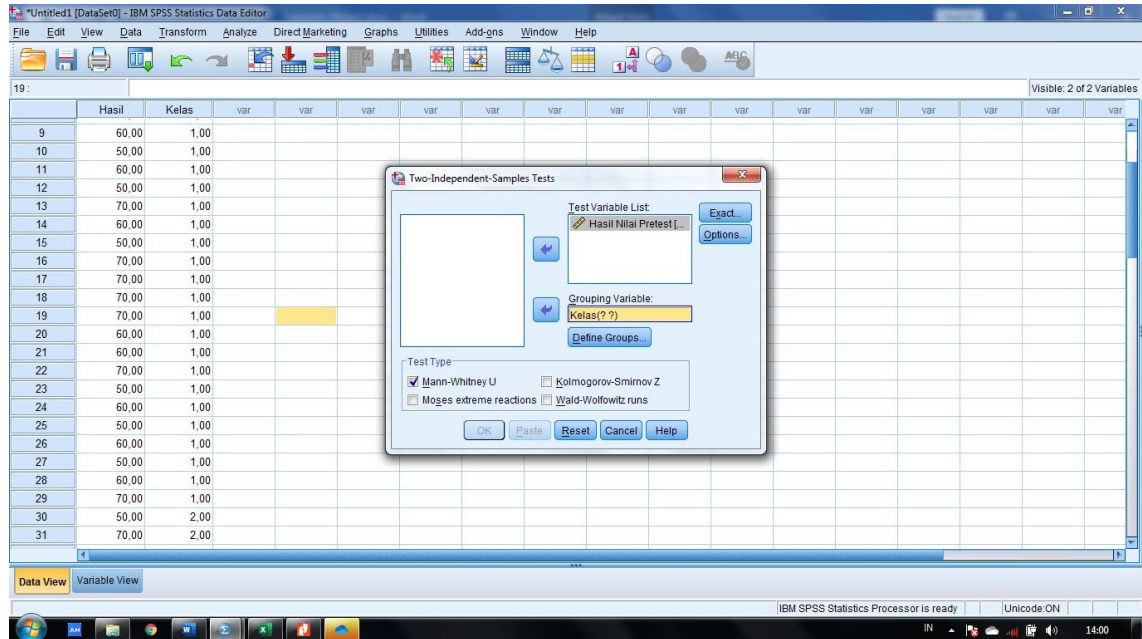 *Untitled1 [DataSet0] - IBM SPSS Statistics Data Editor
File Edit View Data Transform Analyze Direct Marketing Graphs Utilities Add-ons Window Help
19 : Visible: 2 of 2 Variables
Hasil Kelas var var var var var var var var var var var var var var
9 60,00 1,00
10 50,00 1,00
11 60,00 1,00
12 50,00 1,00
13 70,00 1,00
14 60,00 1,00
15 50,00 1,00
16 70,00 1,00
17 70,00 1,00
18 70,00 1,00
19 70,00 1,00
20 60,00 1,00
21 60,00 1,00
22 70,00 1,00
23 50,00 1,00
24 60,00 1,00
25 50,00 1,00
26 60,00 1,00
27 50,00 1,00
28 60,00 1,00
29 70,00 1,00
30 50,00 2,00
31 70,00 2,00
Two-Independent-Samples Tests
Test Variable List:
Hasil Nilai Pretest [...
Exact...
Options...
Grouping Variable:
Kelas(? ?)
Define Groups...
Test Type
Mann-Whitney U Kolmogorov-Smirnov Z
Moses extreme reactions Wald-Wolfowitz runs
OK Paste Reset Cancel Help
Data View Variable View
IBM SPSS Statistics Processor is ready Unicode:ON
IN 14:00